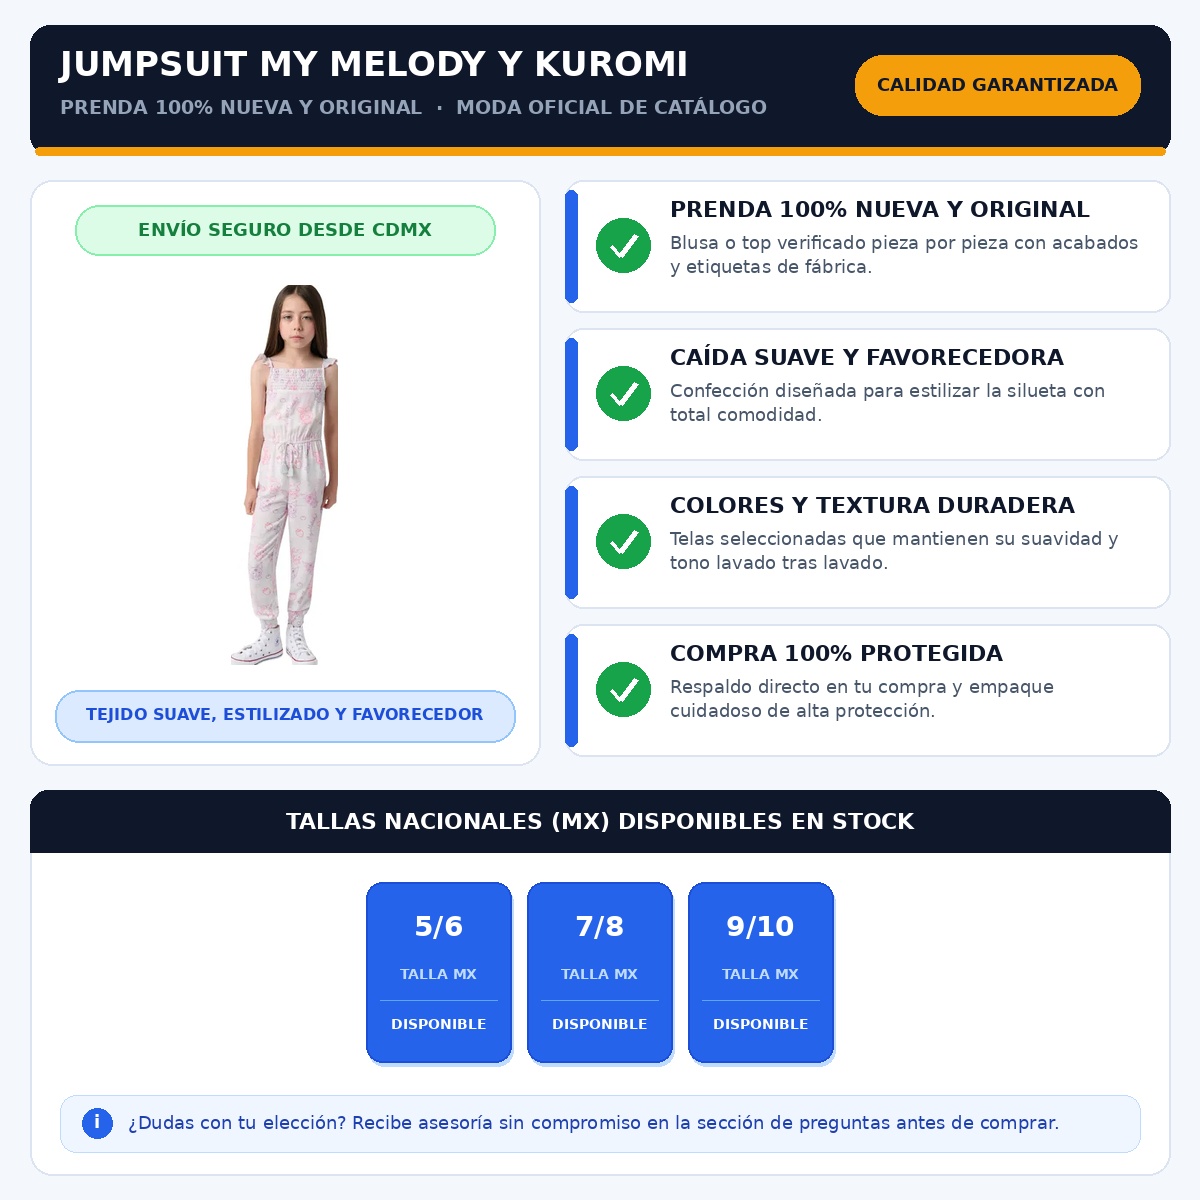 JUMPSUIT MY MELODY Y KUROMI
PRENDA 100% NUEVA Y ORIGINAL · MODA OFICIAL DE CATÁLOGO
CALIDAD GARANTIZADA
ENVÍO SEGURO DESDE CDMX
TEJIDO SUAVE, ESTILIZADO Y FAVORECEDOR
PRENDA 100% NUEVA Y ORIGINAL
Blusa o top verificado pieza por pieza con acabados
y etiquetas de fábrica.
CAÍDA SUAVE Y FAVORECEDORA
Confección diseñada para estilizar la silueta con
total comodidad.
COLORES Y TEXTURA DURADERA
Telas seleccionadas que mantienen su suavidad y
tono lavado tras lavado.
COMPRA 100% PROTEGIDA
Respaldo directo en tu compra y empaque
cuidadoso de alta protección.
TALLAS NACIONALES (MX) DISPONIBLES EN STOCK
5/6
TALLA MX
DISPONIBLE
7/8
TALLA MX
DISPONIBLE
9/10
TALLA MX
DISPONIBLE
i
¿Dudas con tu elección? Recibe asesoría sin compromiso en la sección de preguntas antes de comprar.